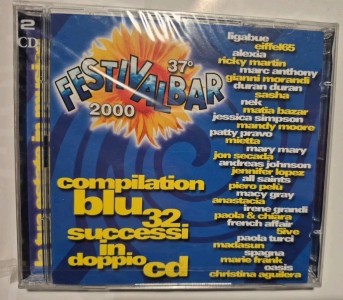 2
CD
37°
FESTIVALBAR
2000
compilation
blu
32
successi
in
doppio
cd
ligabue
eiffel65
alexia
ricky martin
marc anthony
gianni morandi
duran duran
sasha
nek
matia bazar
jessica simpson
mandy moore
patty pravo
mietta
mary mary
jon secada
andreas johnson
jennifer lopez
all saints
piero pelù
macy gray
anastacia
irene grandi
paola & chiara
french affair
5ive
paola turci
madasun
spagna
marie frank
oasis
christina aguilera